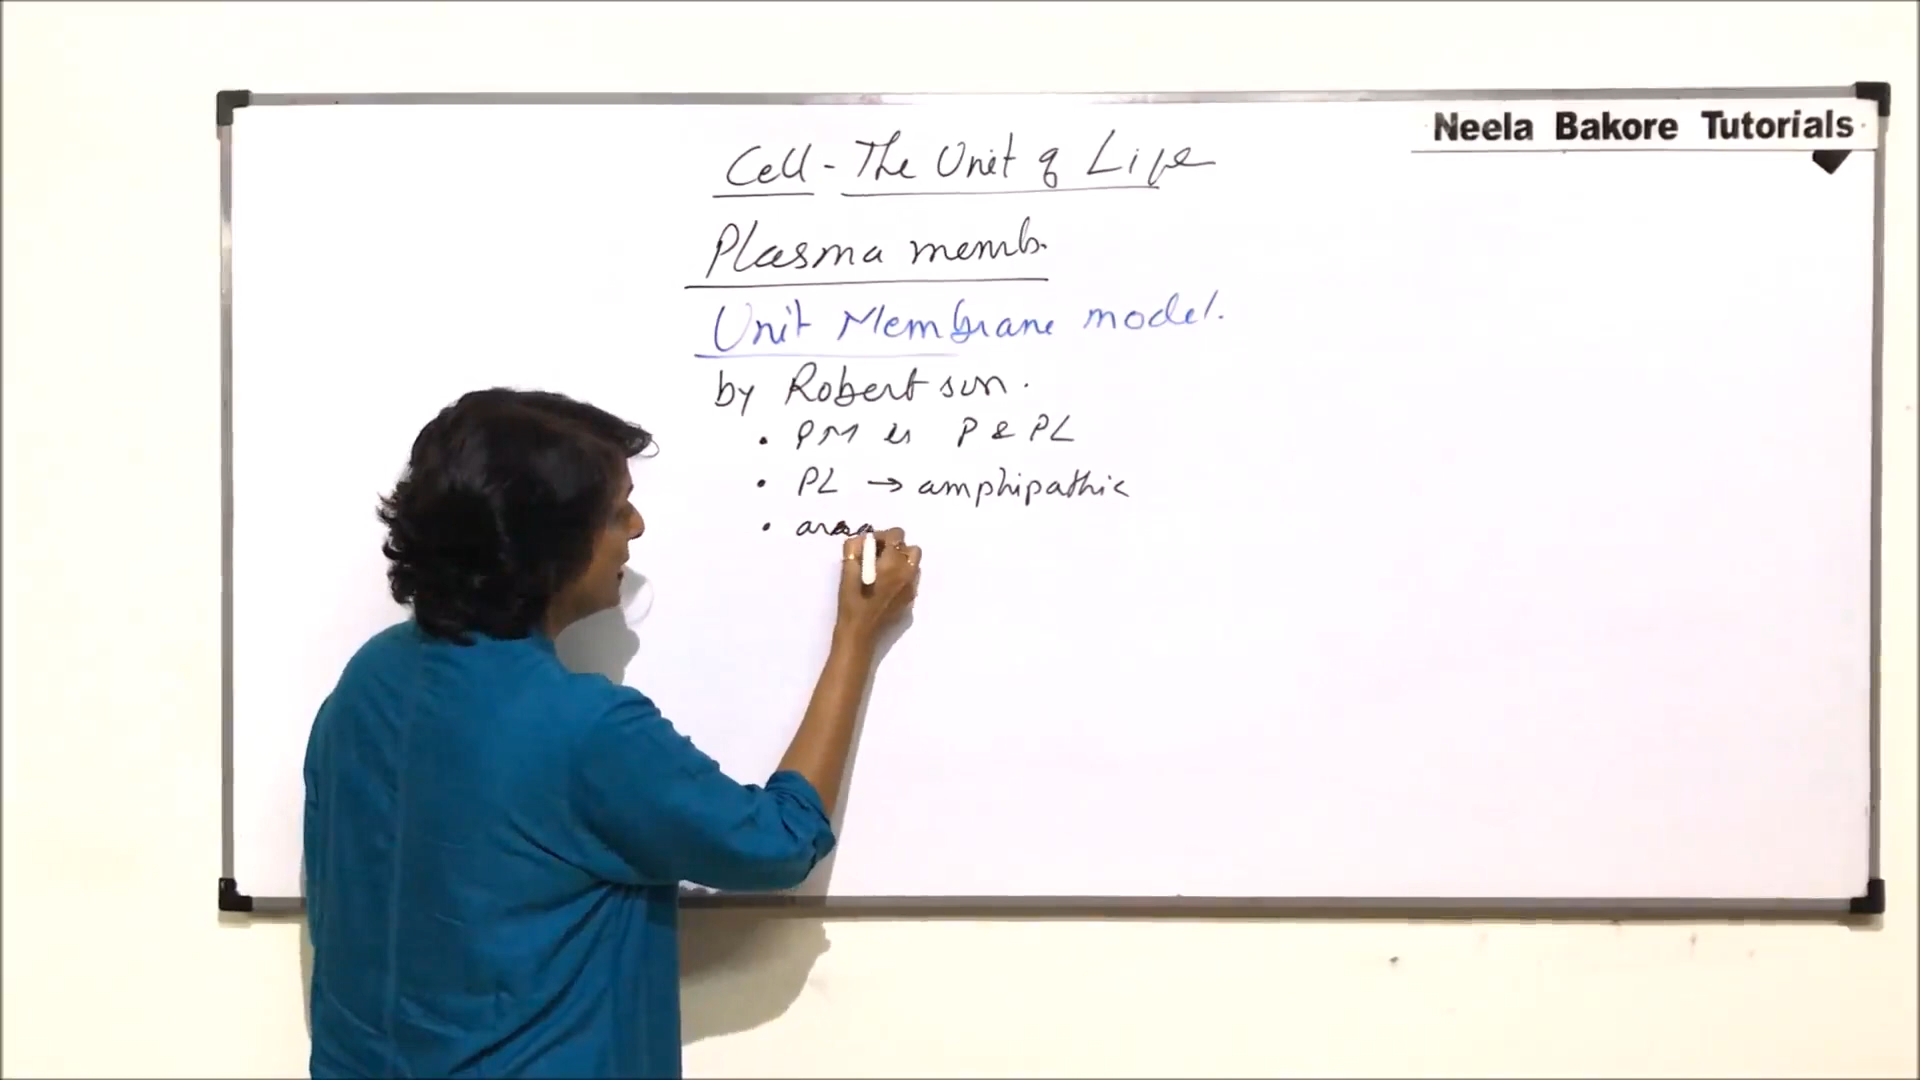 Neela Bakore Tutorials
Cell - The Unit of Life
Plasma memb.
Unit Membrane model.
by Robertson.
• PM is P & PL
• PL → amphipathic
•